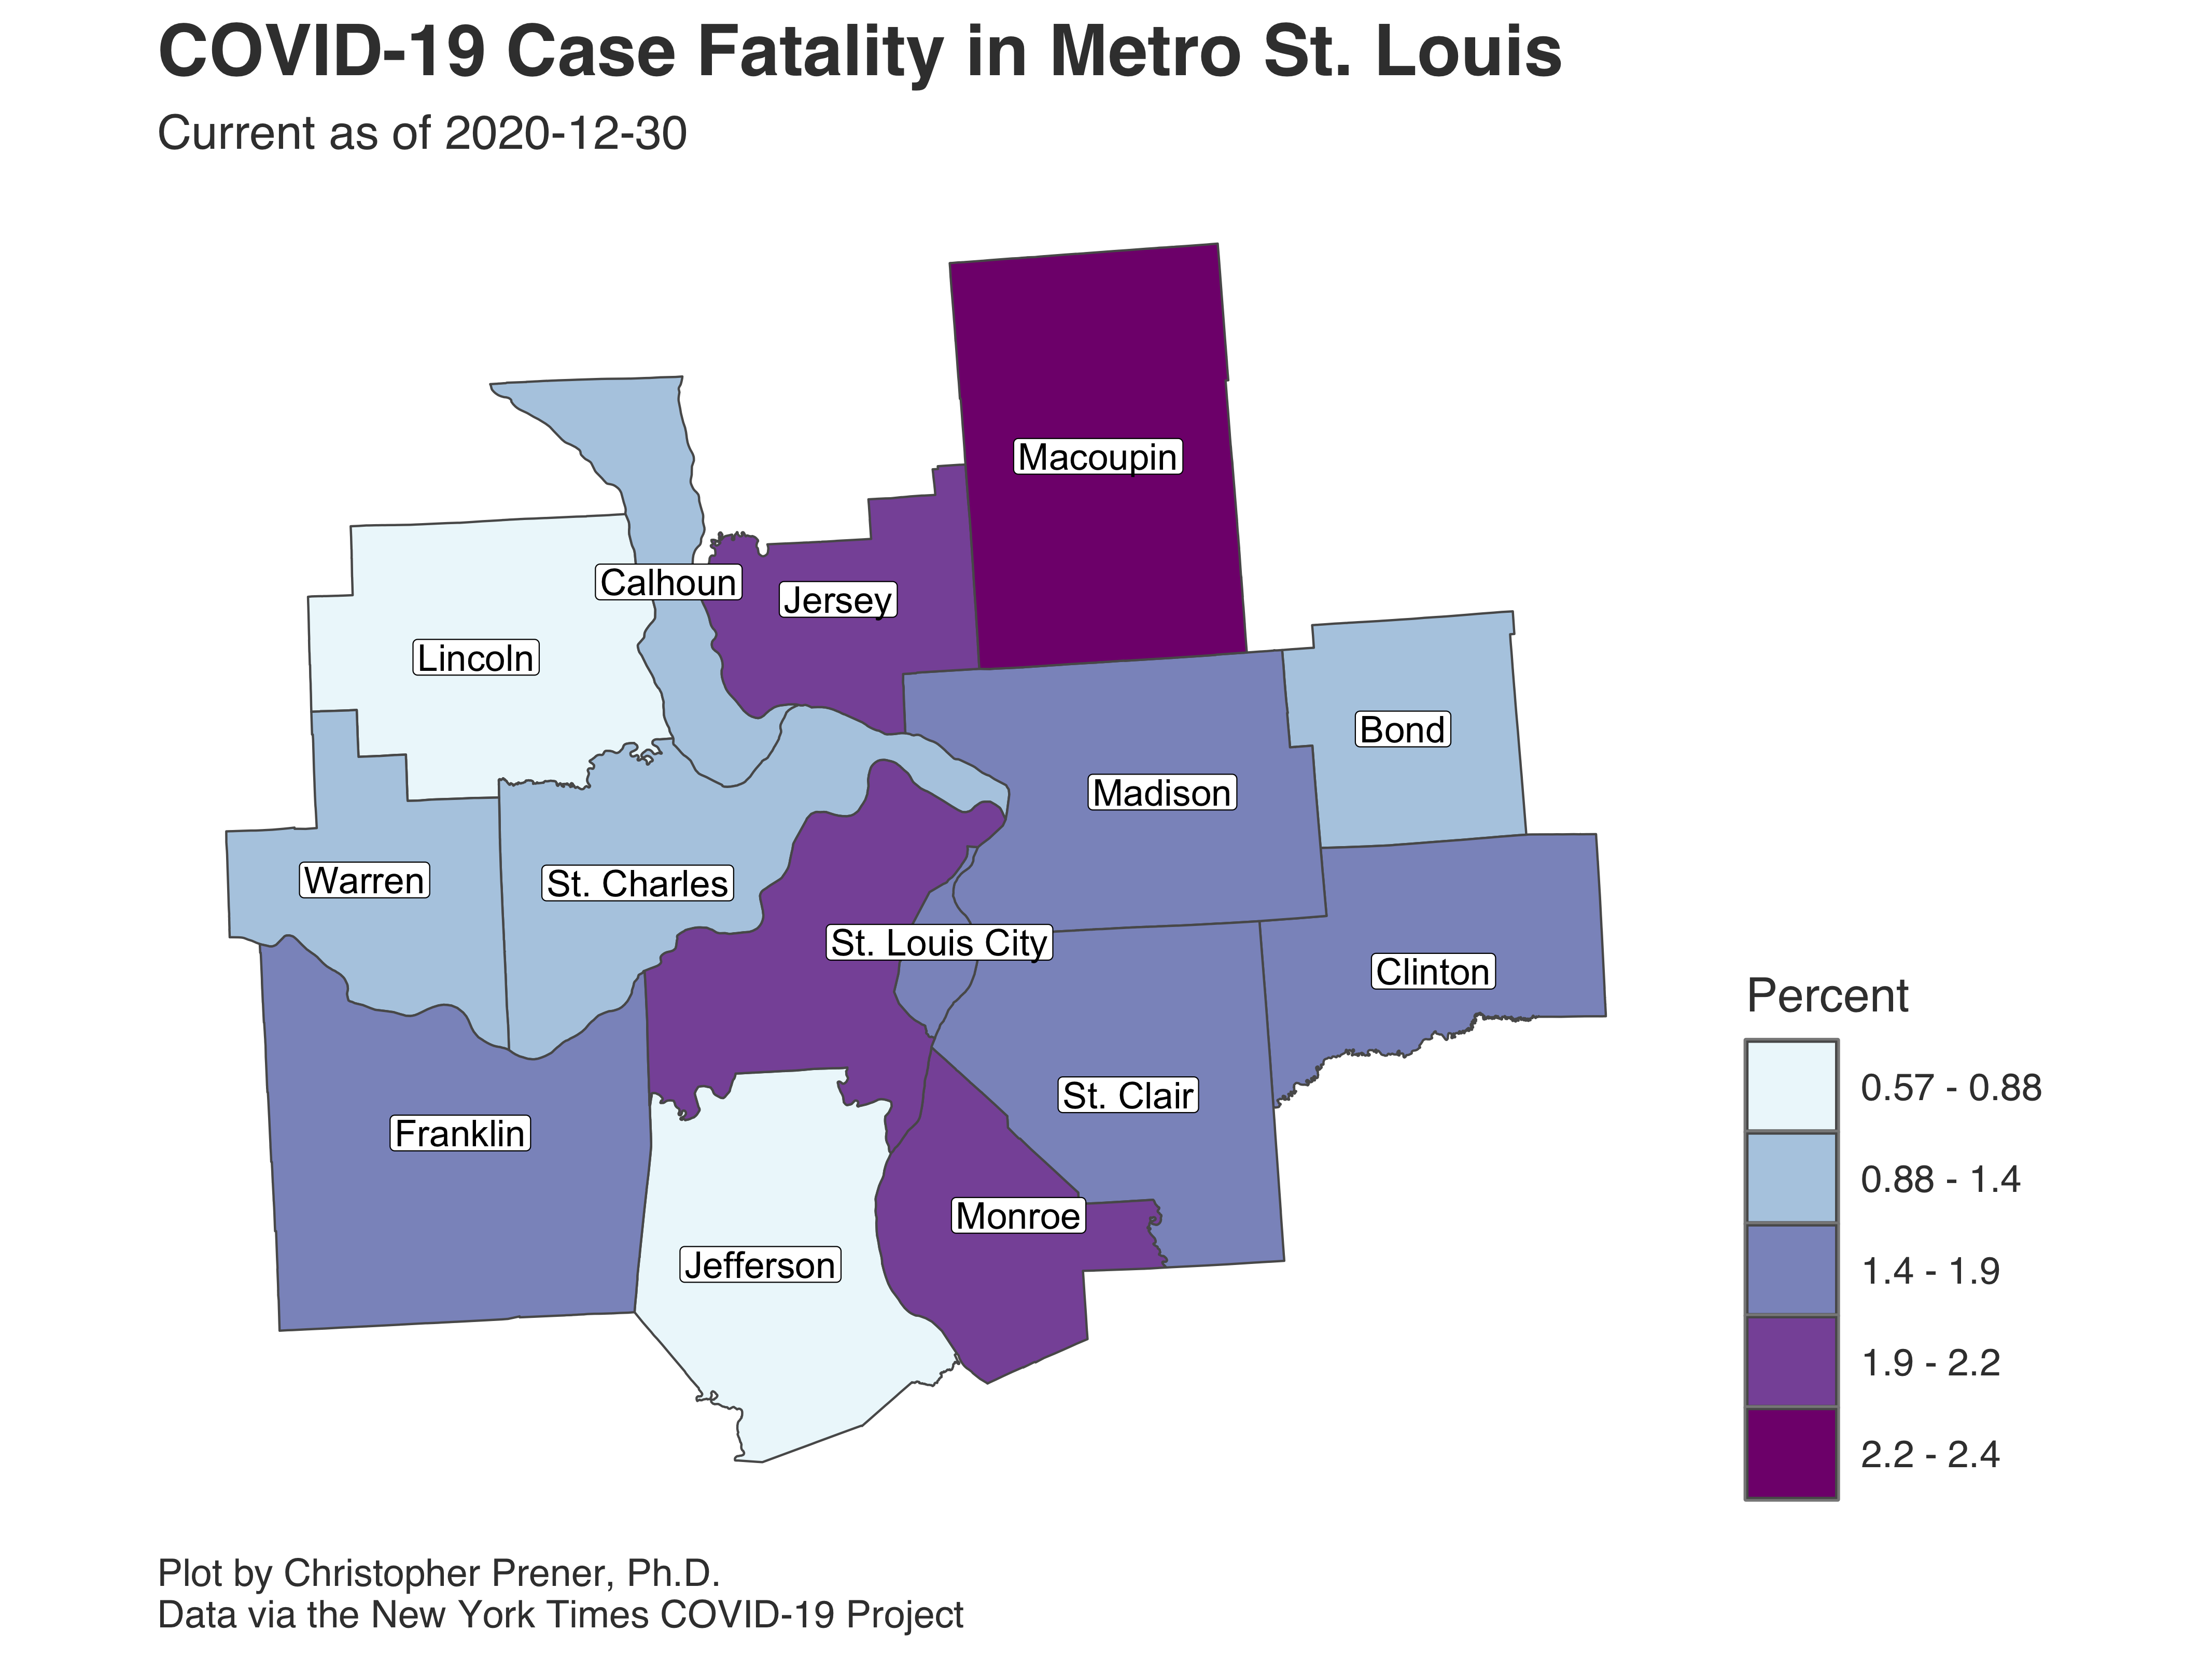 COVID-19 Case Fatality in Metro St. Louis
Current as of 2020-12-30
Macoupin
Calhoun
Jersey
Lincoln
Bond
Madison
Warren
St. Charles
St. Louis City
Clinton
St. Clair
Franklin
Monroe
Jefferson
Percent
0.57 - 0.88
0.88 - 1.4
1.4 - 1.9
1.9 - 2.2
2.2 - 2.4
Plot by Christopher Prener, Ph.D.
Data via the New York Times COVID-19 Project